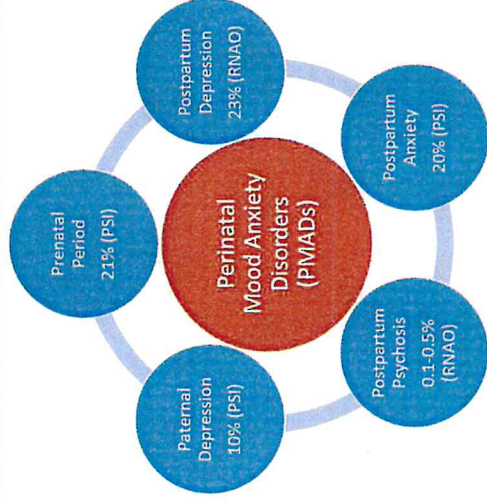 Prenatal
Period
21% (PSI)
Postpartum
Depression
23% (RNAO)
Postpartum
Anxiety
20% (PSI)
Postpartum
Psychosis
0.1-0.5%
(RNAO)
Paternal
Depression
10% (PSI)
Perinatal
Mood Anxiety
Disorders
(PMADs)